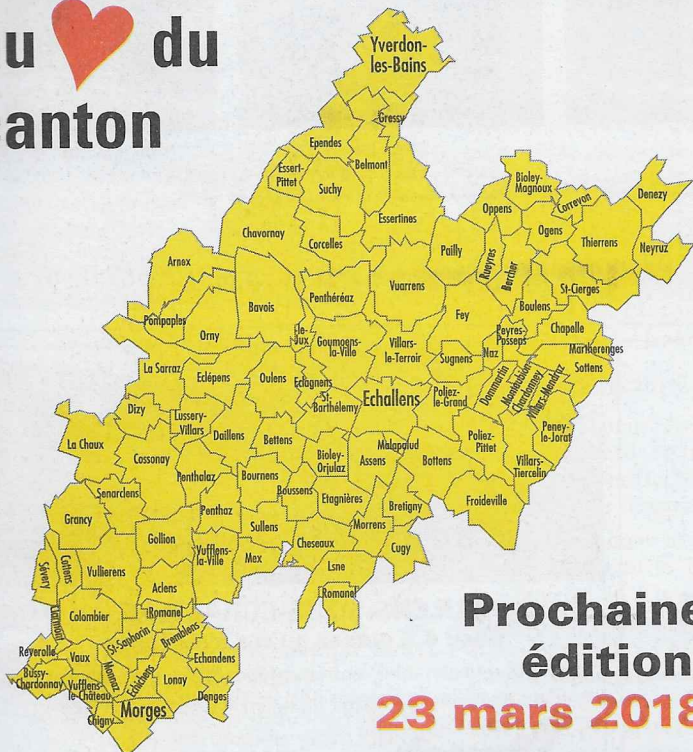 u du
anton
Yverdon-
les-Bains
Gressy
Ependes
Belmont
Essert-
Pittet
Suchy
Essertines
Bioley-
Magnoux
Denezy
Correvon
Oppens
Ogens
Thierrens
Neyruz
Chavornay
Corcelles
Pailly
Rueyres
Bercher
Arnex
Vuarrens
St-Cierges
Bavois
Penthéréaz
Boulens
Pompaples
Orny
Fey
Chapelle
Goumoens-
la-Ville
Villars-
le-Terroir
Peyres-
Possens
Sugnens
Naz
Martherenges
Sottens
La Sarraz
Eclépens
Oulens
Eclagnens
St-
Barthélemy
Echallens
Poliez-
le-Grand
Dommartin
Montaubion-
Chardonney
Villars-Mendraz
Dizy
Lussery-
Villars
Daillens
Bettens
Peney-
le-Jorat
La Chaux
Cossonay
Bioley-
Orjulaz
Malapalud
Assens
Bottens
Poliez-
Pittet
Villars-
Tiercelin
Penthalaz
Bournens
Senarclens
Boussens
Etagnières
Bretigny
Froideville
Grancy
Penthaz
Sullens
Morrens
Gollion
Vufflens-
la-Ville
Mex
Cheseaux
Cugy
Sévery
Cottens
Vullierens
Aclens
Lsne
Romanel
Colombier
Romanel
Clarmont
St-Saphorin
Bremblens
Reverolle
Vaux
Monnaz
Echichens
Echandens
Bussy-
Chardonnay
Vufflens-
le-Château
Lonay
Denges
Chigny
Morges
Prochaine
édition
23 mars 2018